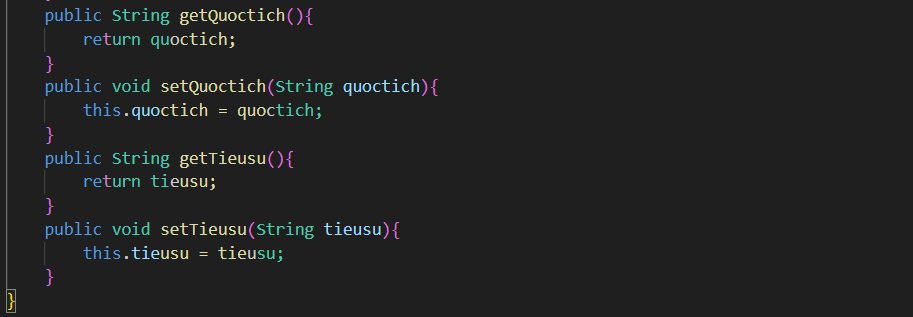 public String getQuoctich(){
return quoctich;
}
public void setQuoctich(String quoctich){
this.quoctich = quoctich;
}
public String getTieusu(){
return tieusu;
}
public void setTieusu(String tieusu){
this.tieusu = tieusu;
}
}